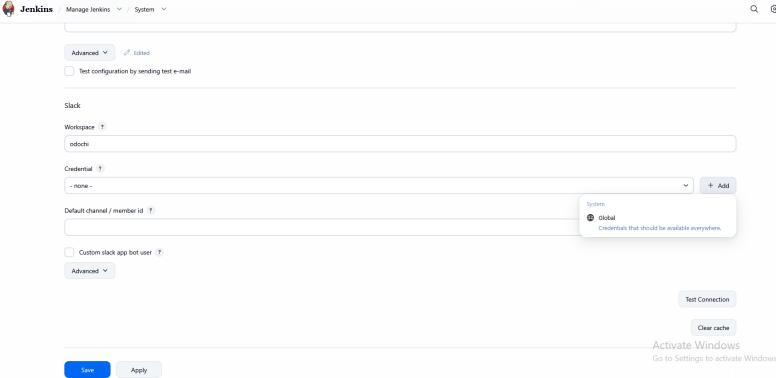 Jenkins / Manage Jenkins / System
Advanced Edited
Test configuration by sending test e-mail
Slack
Workspace ?
odochi
Credential ?
- none - + Add
System
Global
Credentials that should be available everywhere.
Default channel / member id ?
Custom slack app bot user ?
Advanced
Test Connection
Clear cache
Activate Windows
Go to Settings to activate Windows
Save Apply